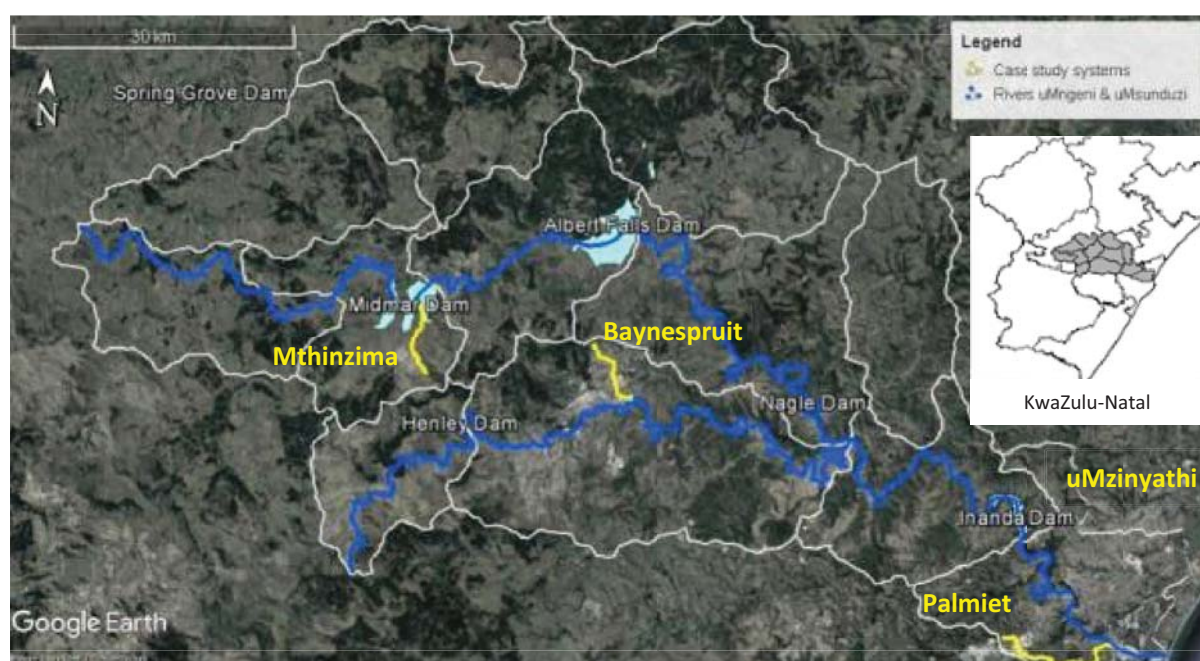 30 km
N
Spring Grove Dam
Legend
Case study systems
Rivers uMngeni & uMsunduzi
Albert Falls Dam
Midmar Dam
Mthinzima
Baynespruit
Nagle Dam
Henley Dam
KwaZulu-Natal
uMzinyathi
Inanda Dam
Palmiet
Google Earth